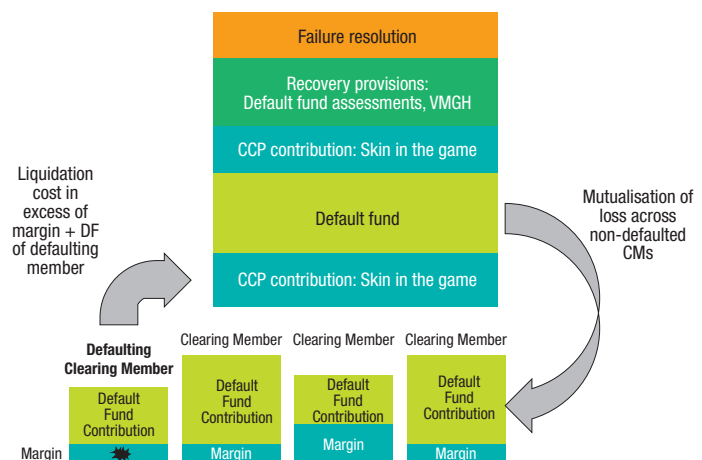 Failure resolution
Recovery provisions:
Default fund assessments, VMGH
CCP contribution: Skin in the game
Default fund
CCP contribution: Skin in the game
Liquidation
cost in
excess of
margin + DF
of defaulting
member
Mutualisation of
loss across
non-defaulted
CMs
Defaulting
Clearing Member
Clearing Member
Clearing Member
Clearing Member
Default
Fund
Contribution
Default
Fund
Contribution
Default
Fund
Contribution
Default
Fund
Contribution
Margin
Margin
Margin
Margin